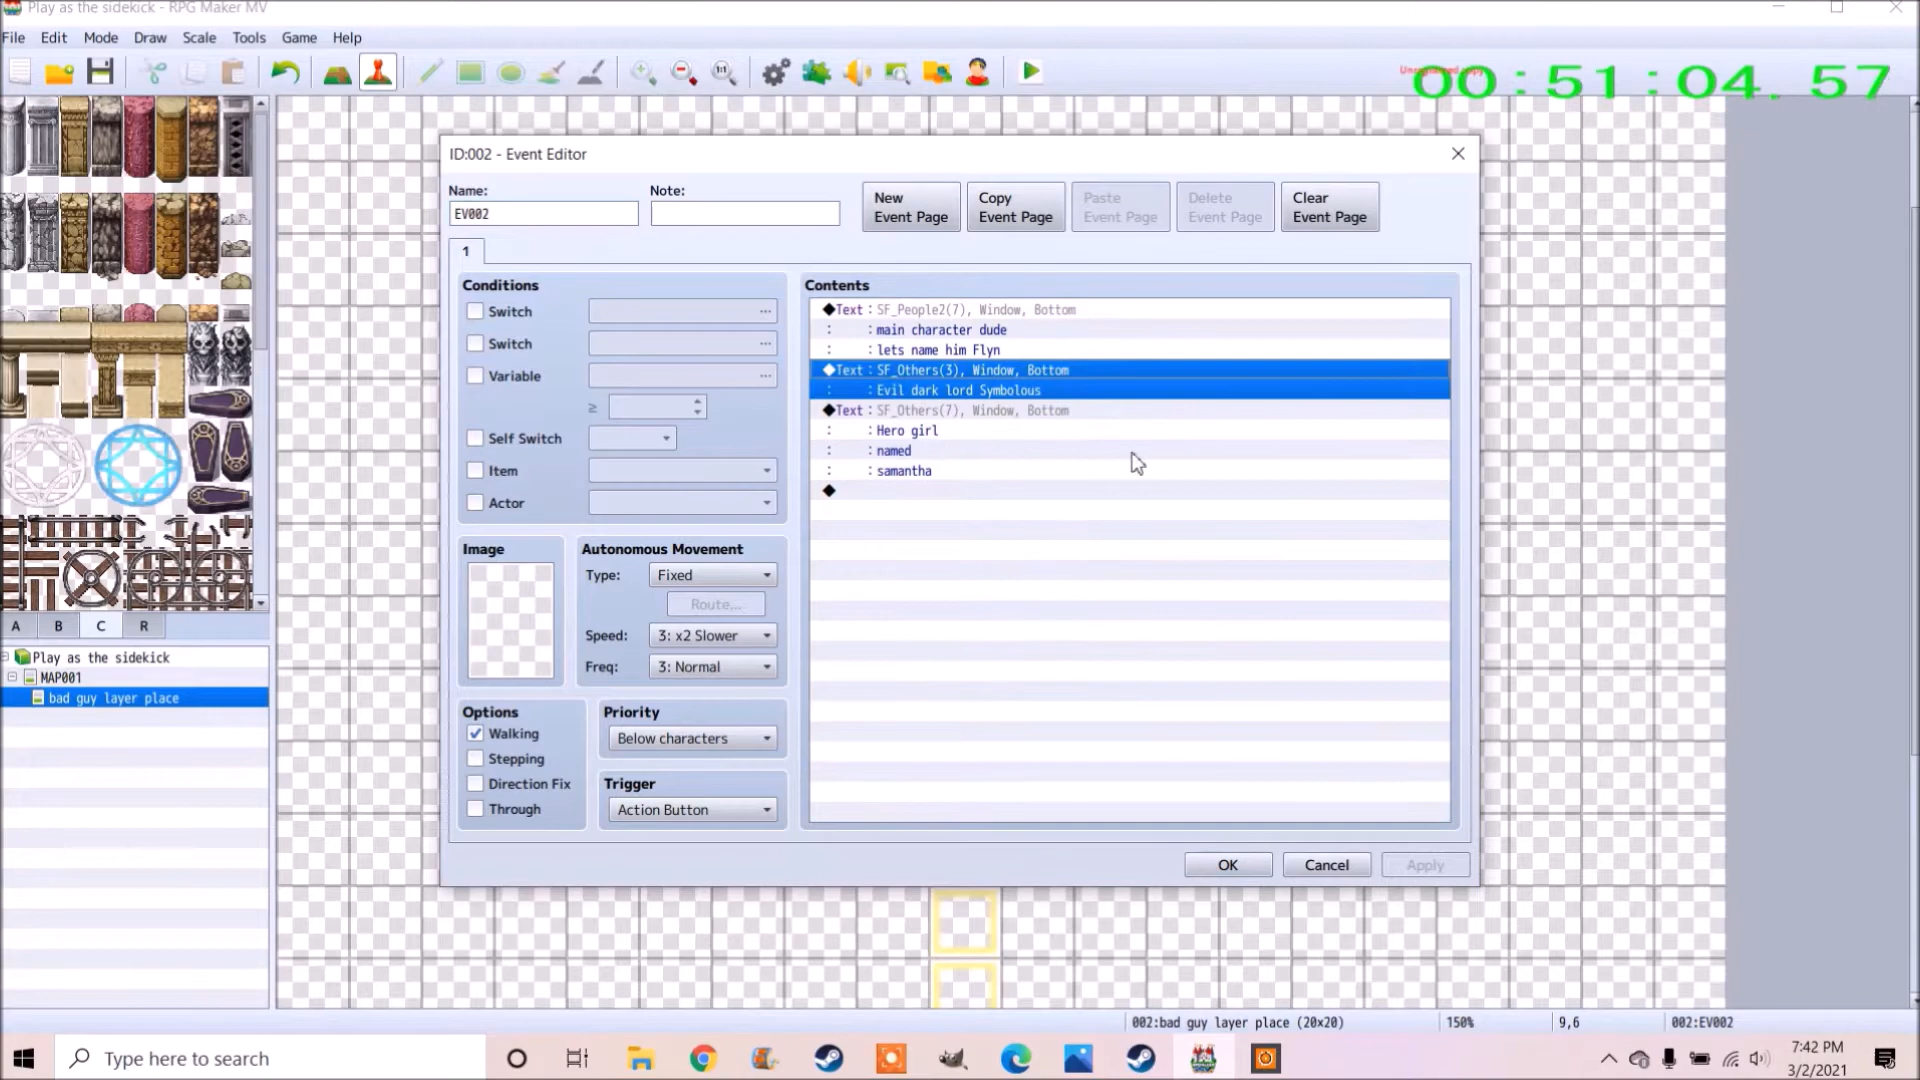 Play as the sidekick - RPG Maker MV
File Edit Mode Draw Scale Tools Game Help
1:1
00:51:04.57
ID:002 - Event Editor
Name: Note:
EV002
New Event Page
Copy Event Page
Paste Event Page
Delete Event Page
Clear Event Page
1
Conditions
Switch ...
Switch ...
Variable ...
≥
Self Switch
Item
Actor
Image
Autonomous Movement
Type: Fixed
Route...
Speed: 3: x2 Slower
Freq: 3: Normal
Options
Walking
Stepping
Direction Fix
Through
Priority
Below characters
Trigger
Action Button
Contents
◆Text : SF_People2(7), Window, Bottom
: : main character dude
: : lets name him Flyn
◆Text : SF_Others(3), Window, Bottom
: : Evil dark lord Symbolous
◆Text : SF_Others(7), Window, Bottom
: : Hero girl
: : named
: : samantha
◆
OK Cancel Apply
A B C R
Play as the sidekick
MAP001
bad guy layer place
002:bad guy layer place (20x20) 150% 9,6 002:EV002
Type here to search
7:42 PM
3/2/2021